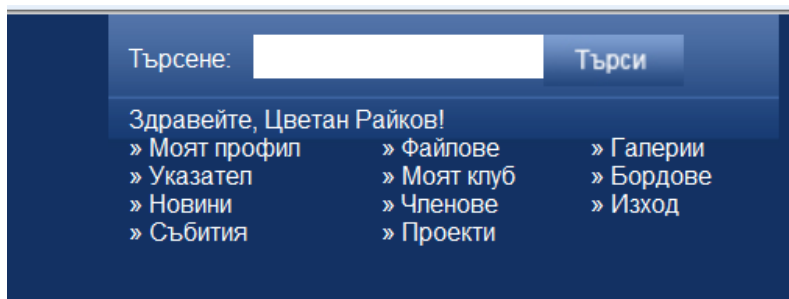 Търсене: Търси
Здравейте, Цветан Райков!
» Моят профил » Файлове » Галерии
» Указател » Моят клуб » Бордове
» Новини » Членове » Изход
» Събития » Проекти